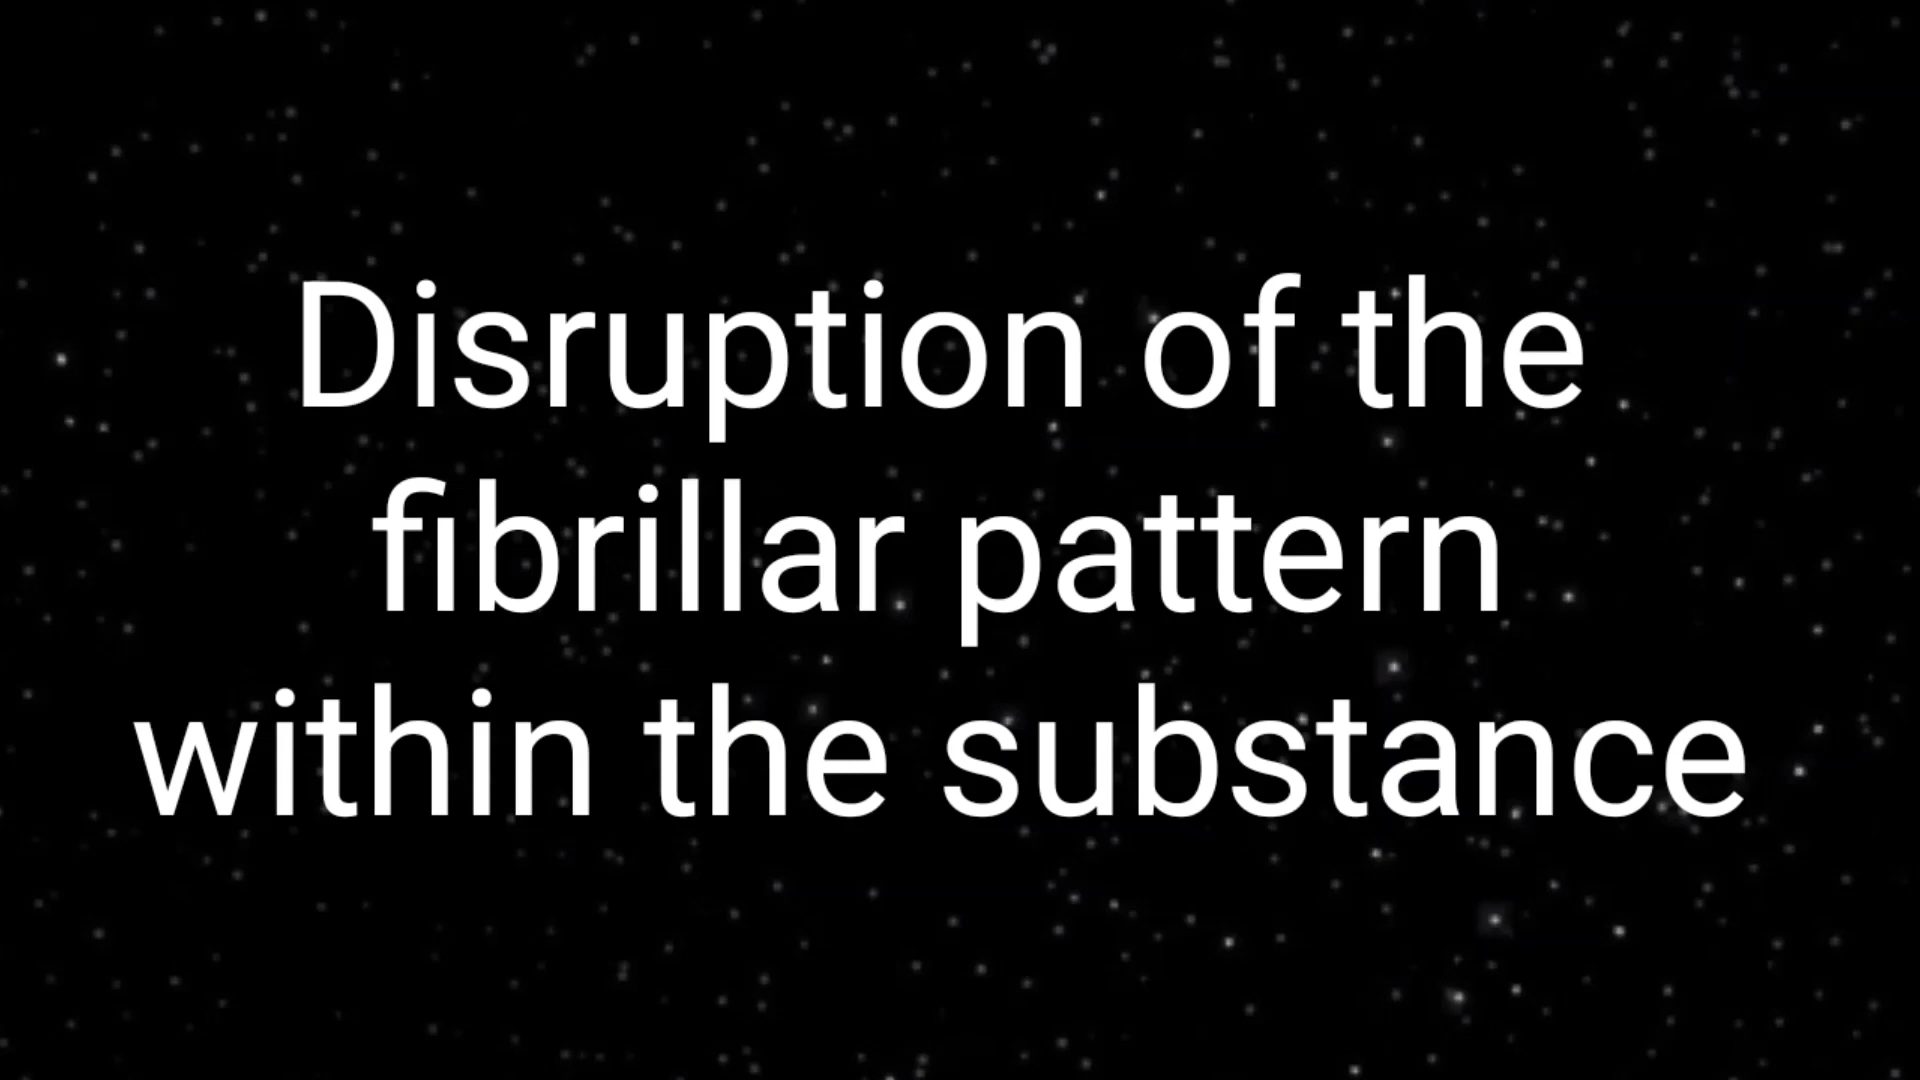 Disruption of the
fibrillar pattern
within the substance